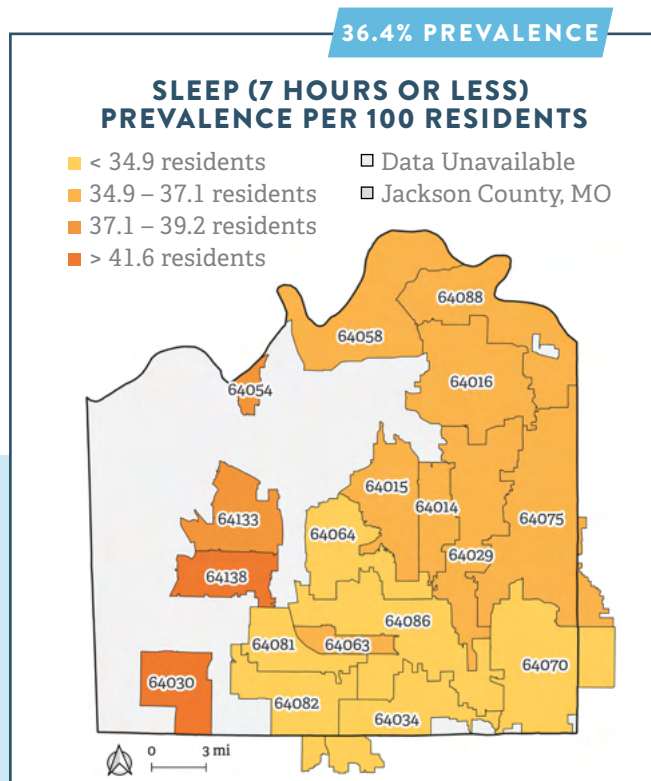 36.4% PREVALENCE
SLEEP (7 HOURS OR LESS)
PREVALENCE PER 100 RESIDENTS
< 34.9 residents
34.9 – 37.1 residents
37.1 – 39.2 residents
> 41.6 residents
Data Unavailable
Jackson County, MO
64088
64058
64016
64054
64015
64014
64133
64064
64075
64029
64138
64086
64081
64063
64070
64030
64082
64034
0 3 mi